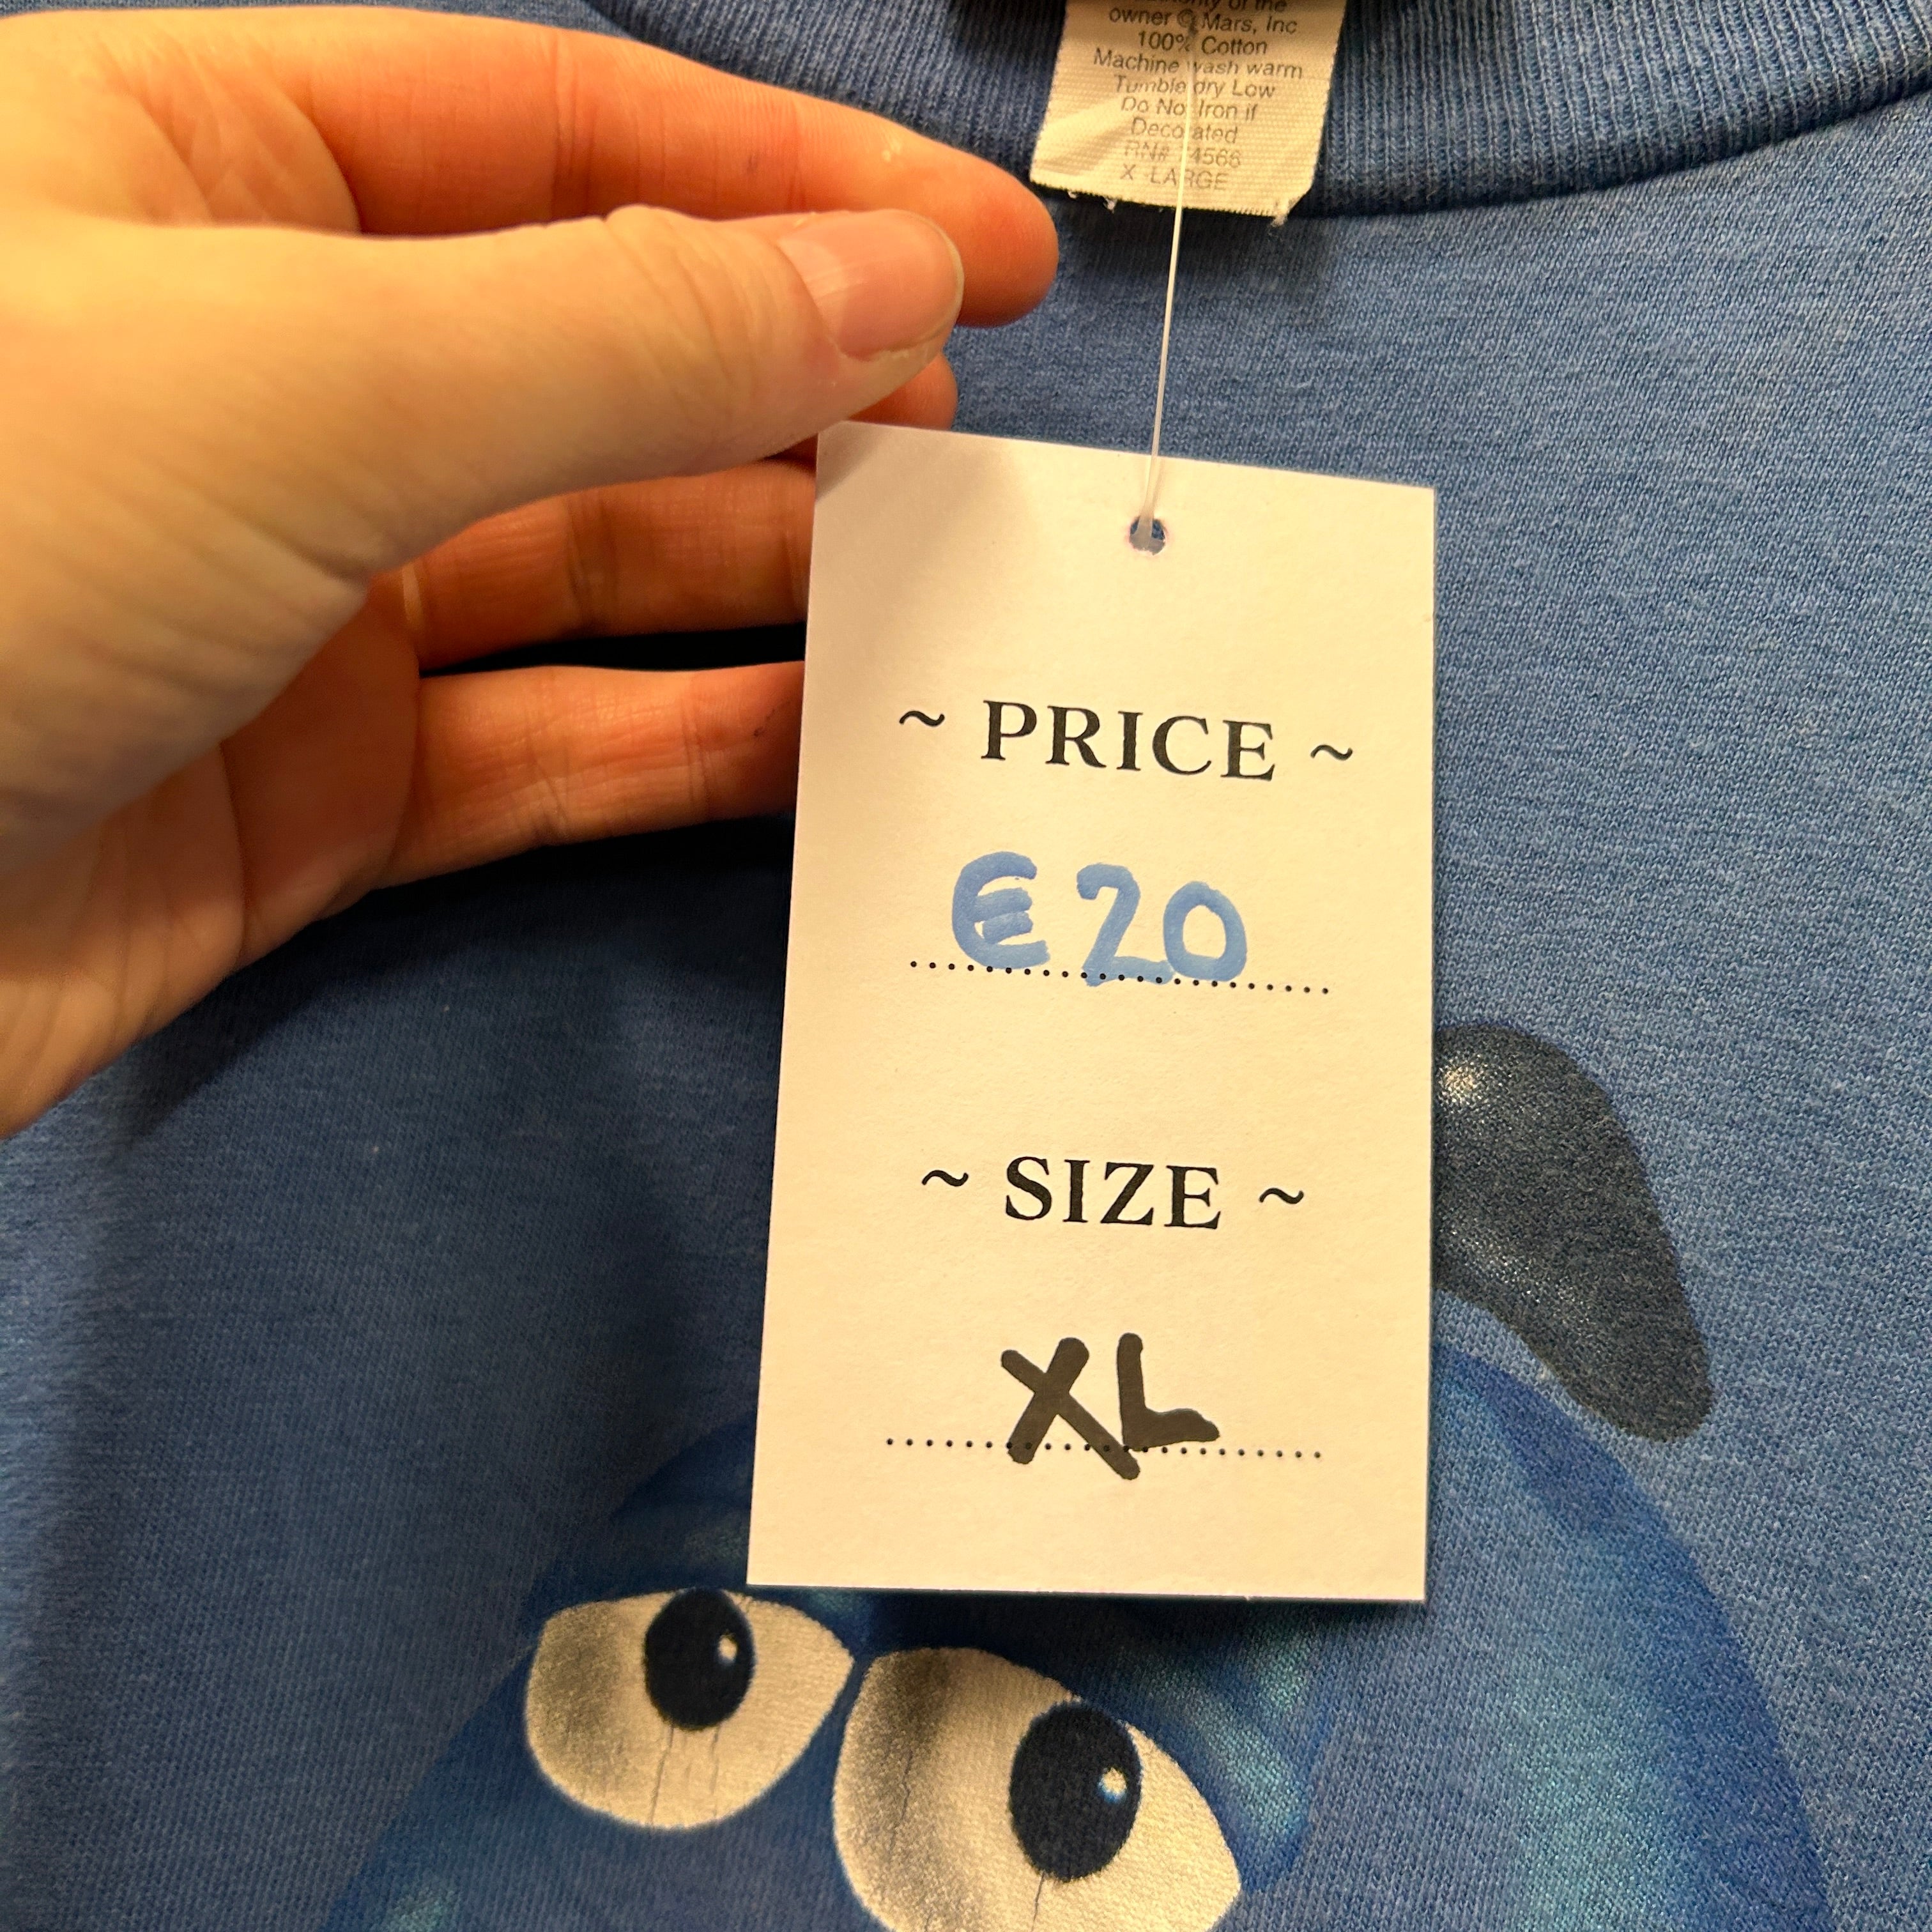 owner © Mars, Inc
100% Cotton
Machine wash warm
Tumble dry Low
Do Not Iron if
Decorated
RN# 4566
X-LARGE
~ PRICE ~
€20
~ SIZE ~
XL